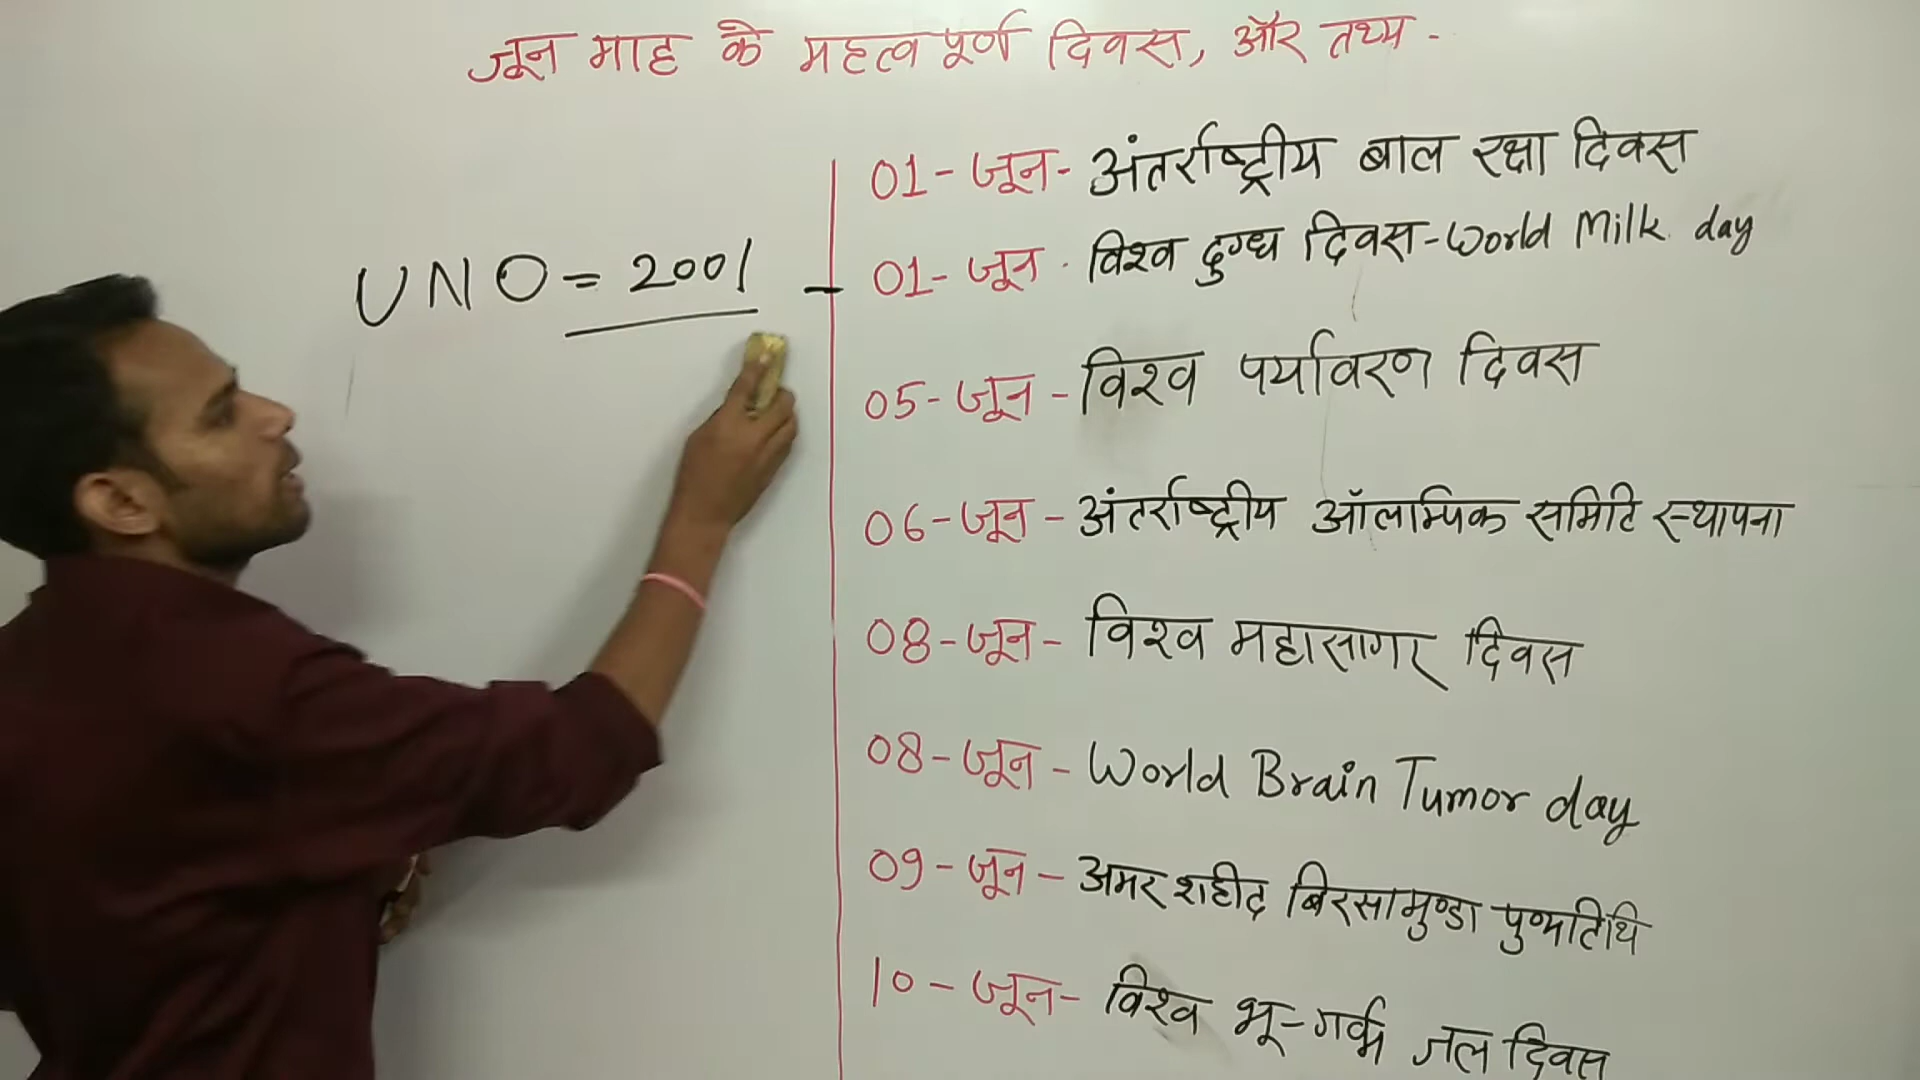 जून माह के महत्वपूर्ण दिवस, और तथ्य -
UNO = 2001 -
01- जून- अंतर्राष्ट्रीय बाल रक्षा दिवस
01- जून - विश्व दुग्ध दिवस-World Milk day
05- जून - विश्व पर्यावरण दिवस
06-जून - अंतर्राष्ट्रीय ऑलम्पिक समिति स्थापना
08-जून- विश्व महासागर दिवस
08-जून - World Brain Tumor day
09-जून - अमर शहीद बिरसामुण्डा पुण्यतिथि
10-जून- विश्व भू-गर्भ जल दिवस